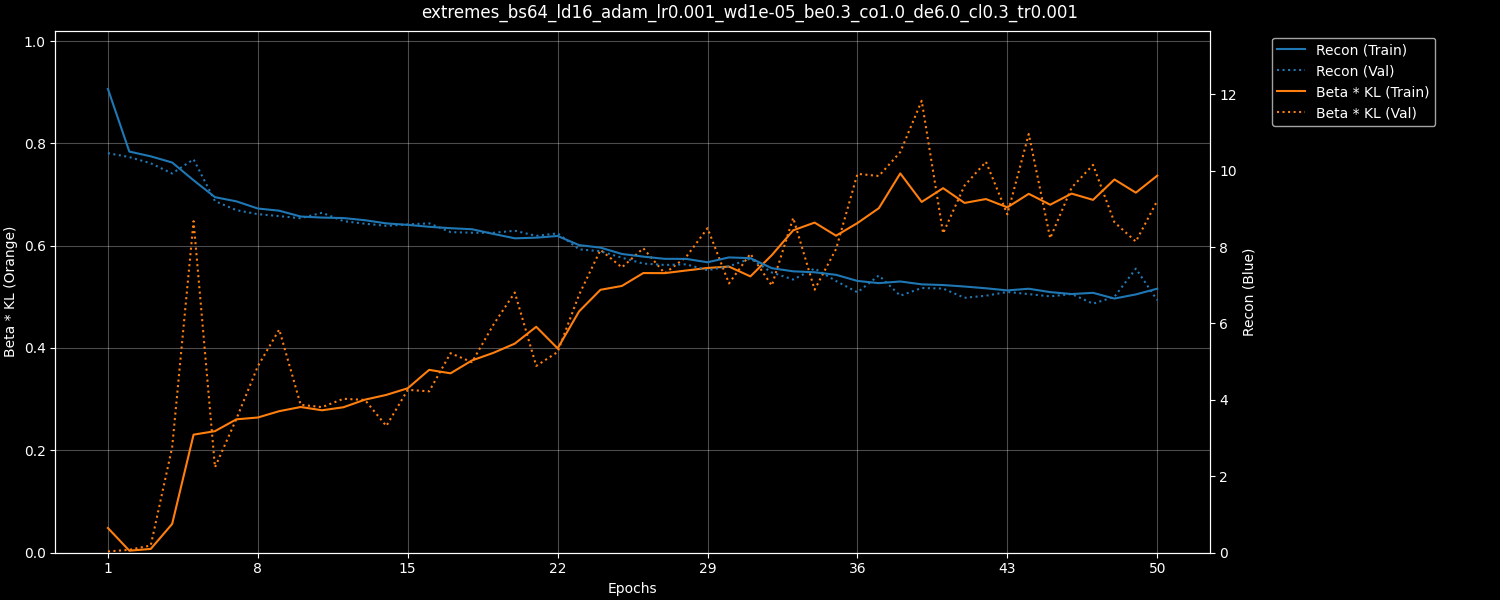 extremes_bs64_ld16_adam_lr0.001_wd1e-05_be0.3_co1.0_de6.0_cl0.3_tr0.001
Beta * KL (Orange)
1.0
0.8
0.6
0.4
0.2
0.0
1 8 15 22 29 36 43 50
Epochs
12
10
8
6
4
2
0
Recon (Blue)
Recon (Train)
Recon (Val)
Beta * KL (Train)
Beta * KL (Val)